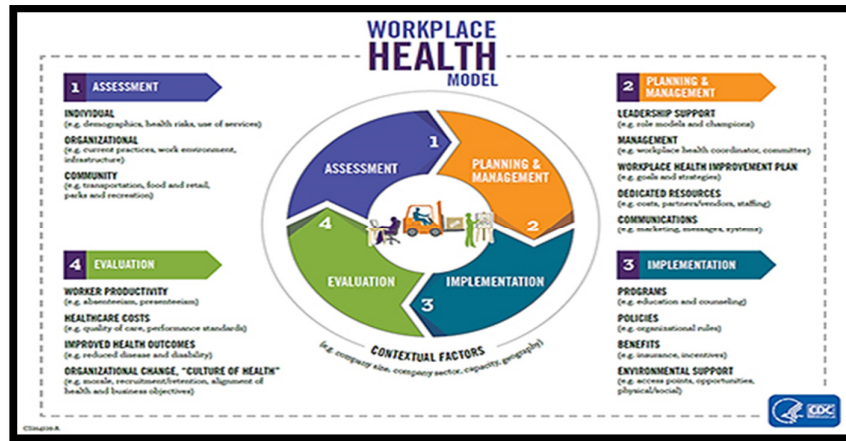 WORKPLACE
HEALTH
MODEL
1 ASSESSMENT
INDIVIDUAL
(e.g. demographics, health risks, use of services)
ORGANIZATIONAL
(e.g. current practices, work environment,
infrastructure)
COMMUNITY
(e.g. transportation, food and retail,
parks and recreation)
2 PLANNING &
MANAGEMENT
LEADERSHIP SUPPORT
(e.g. role models and champions)
MANAGEMENT
(e.g. workplace health coordinator, committee)
WORKPLACE HEALTH IMPROVEMENT PLAN
(e.g. goals and strategies)
DEDICATED RESOURCES
(e.g. costs, partners/vendors, staffing)
COMMUNICATIONS
(e.g. marketing, messages, systems)
1
ASSESSMENT
PLANNING &
MANAGEMENT
2
4
EVALUATION
IMPLEMENTATION
3
CONTEXTUAL FACTORS
(e.g. company size, company sector, capacity, geography)
4 EVALUATION
WORKER PRODUCTIVITY
(e.g. absenteeism, presenteeism)
HEALTHCARE COSTS
(e.g. quality of care, performance standards)
IMPROVED HEALTH OUTCOMES
(e.g. reduced disease and disability)
ORGANIZATIONAL CHANGE, "CULTURE OF HEALTH"
(e.g. morale, recruitment/retention, alignment of
health and business objectives)
3 IMPLEMENTATION
PROGRAMS
(e.g. education and counseling)
POLICIES
(e.g. organizational rules)
BENEFITS
(e.g. insurance, incentives)
ENVIRONMENTAL SUPPORT
(e.g. access points, opportunities,
physical/social)
CDC